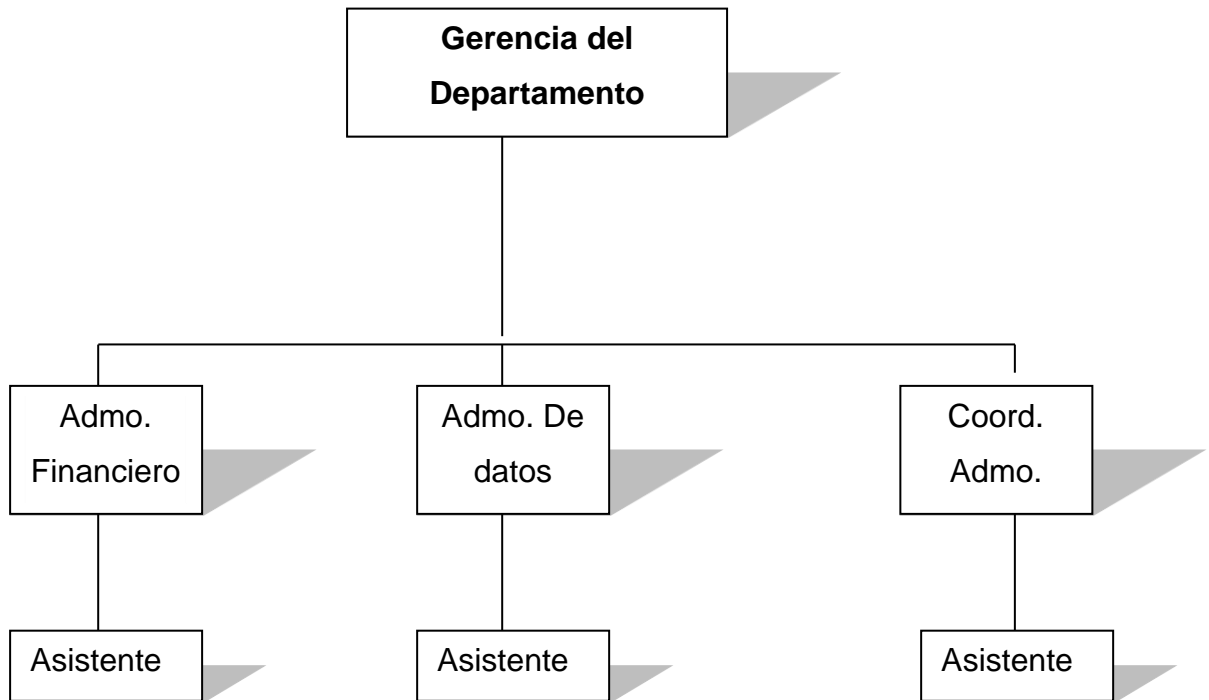 Gerencia del
Departamento
Admo.
Financiero
Admo. De
datos
Coord.
Admo.
Asistente
Asistente
Asistente